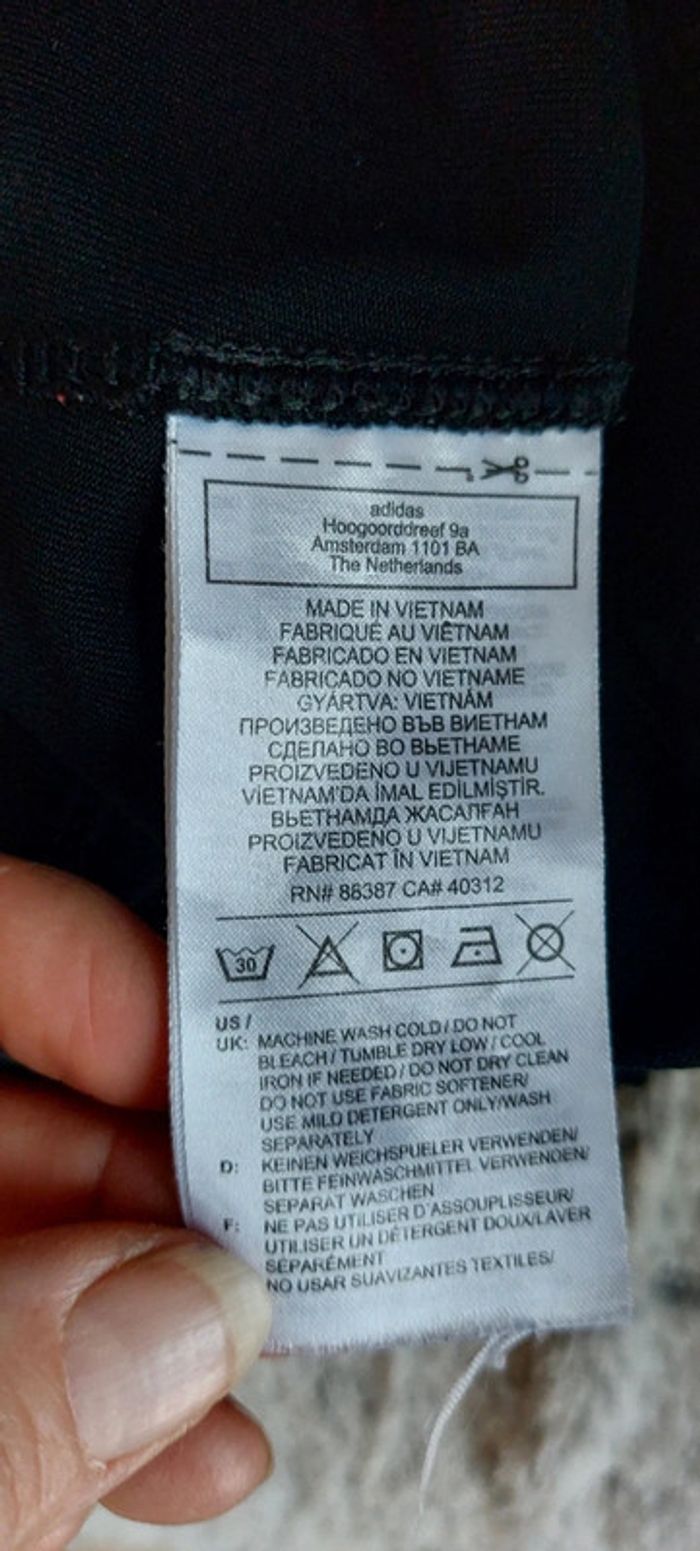 adidas
Hoogoorddreef 9a
Amsterdam 1101 BA
The Netherlands
MADE IN VIETNAM
FABRIQUÉ AU VIÊTNAM
FABRICADO EN VIETNAM
FABRICADO NO VIETNAME
GYÁRTVA: VIETNÁM
ПРОИЗВЕДЕНО ВЪВ ВИЕТНАМ
СДЕЛАНО ВО ВЬЕТНАМЕ
PROIZVEDENO U VIJETNAMU
VİETNAM'DA İMAL EDİLMİŞTİR.
ВЬЕТНАМДА ЖАСАЛҒАН
PROIZVEDENO U VIJETNAMU
FABRICAT ÎN VIETNAM
RN# 88387 CA# 40312
30
US /
UK: MACHINE WASH COLD / DO NOT
BLEACH / TUMBLE DRY LOW / COOL
IRON IF NEEDED / DO NOT DRY CLEAN
DO NOT USE FABRIC SOFTENER/
USE MILD DETERGENT ONLY/WASH
SEPARATELY
D: KEINEN WEICHSPUELER VERWENDEN/
BITTE FEINWASCHMITTEL VERWENDEN/
SEPARAT WASCHEN
F: NE PAS UTILISER D'ASSOUPLISSEUR/
UTILISER UN DÉTERGENT DOUX/LAVER
SÉPARÉMENT
NO USAR SUAVIZANTES TEXTILES/